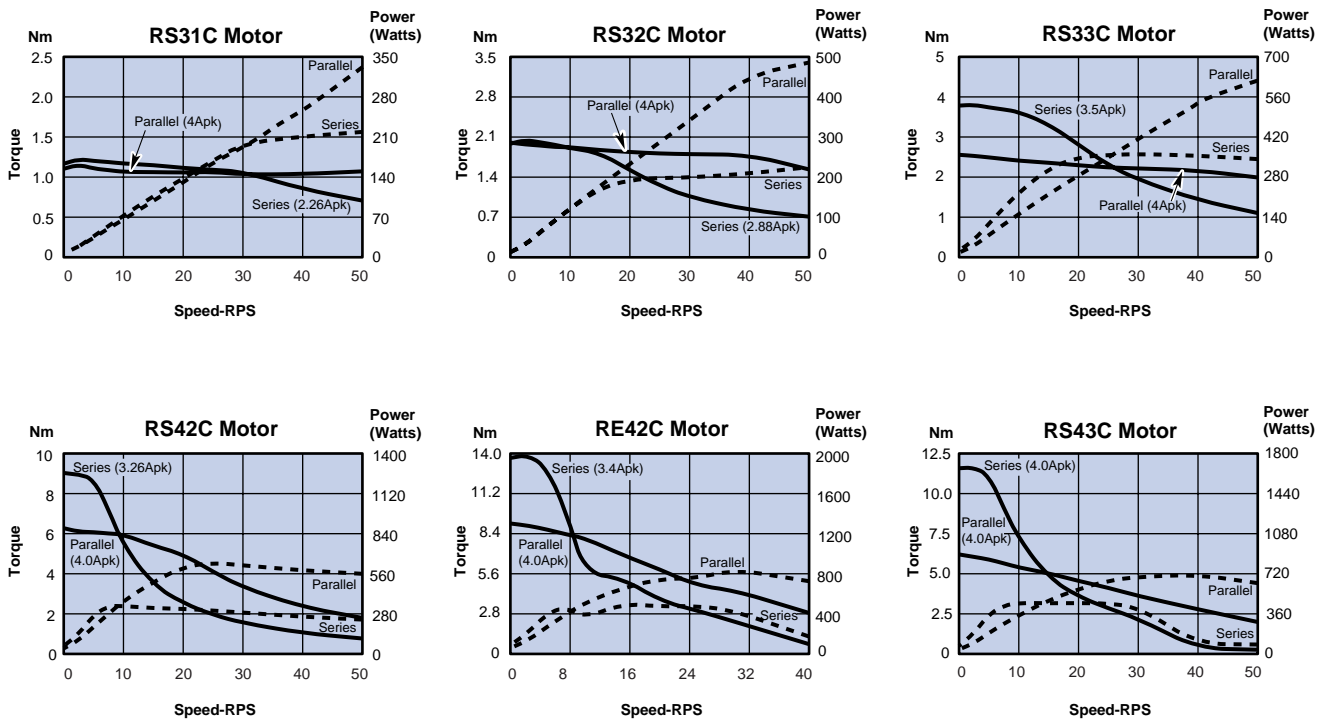 Nm
RS31C Motor
Power
(Watts)
2.5
2.0
1.5
1.0
0.5
0
Torque
350
280
210
140
70
0
Parallel
Parallel (4Apk)
Series
Series (2.26Apk)
0 10 20 30 40 50
Speed-RPS
Nm
RS32C Motor
Power
(Watts)
3.5
2.8
2.1
1.4
0.7
0
Torque
500
400
300
200
100
0
Parallel
Parallel (4Apk)
Series
Series (2.88Apk)
0 10 20 30 40 50
Speed-RPS
Nm
RS33C Motor
Power
(Watts)
5
4
3
2
1
0
Torque
700
560
420
280
140
0
Parallel
Series (3.5Apk)
Series
Parallel (4Apk)
0 10 20 30 40 50
Speed-RPS
Nm
RS42C Motor
Power
(Watts)
10
8
6
4
2
0
Torque
1400
1120
840
560
280
0
Series (3.26Apk)
Parallel
(4.0Apk)
Parallel
Series
0 10 20 30 40 50
Speed-RPS
Nm
RE42C Motor
Power
(Watts)
14.0
11.2
8.4
5.6
2.8
0
Torque
2000
1600
1200
800
400
0
Series (3.4Apk)
Parallel
(4.0Apk)
Parallel
Series
0 8 16 24 32 40
Speed-RPS
Nm
RS43C Motor
Power
(Watts)
12.5
10.0
7.5
5.0
2.5
0
Torque
1800
1440
1080
720
360
0
Series (4.0Apk)
Parallel
(4.0Apk)
Parallel
Series
0 10 20 30 40 50
Speed-RPS